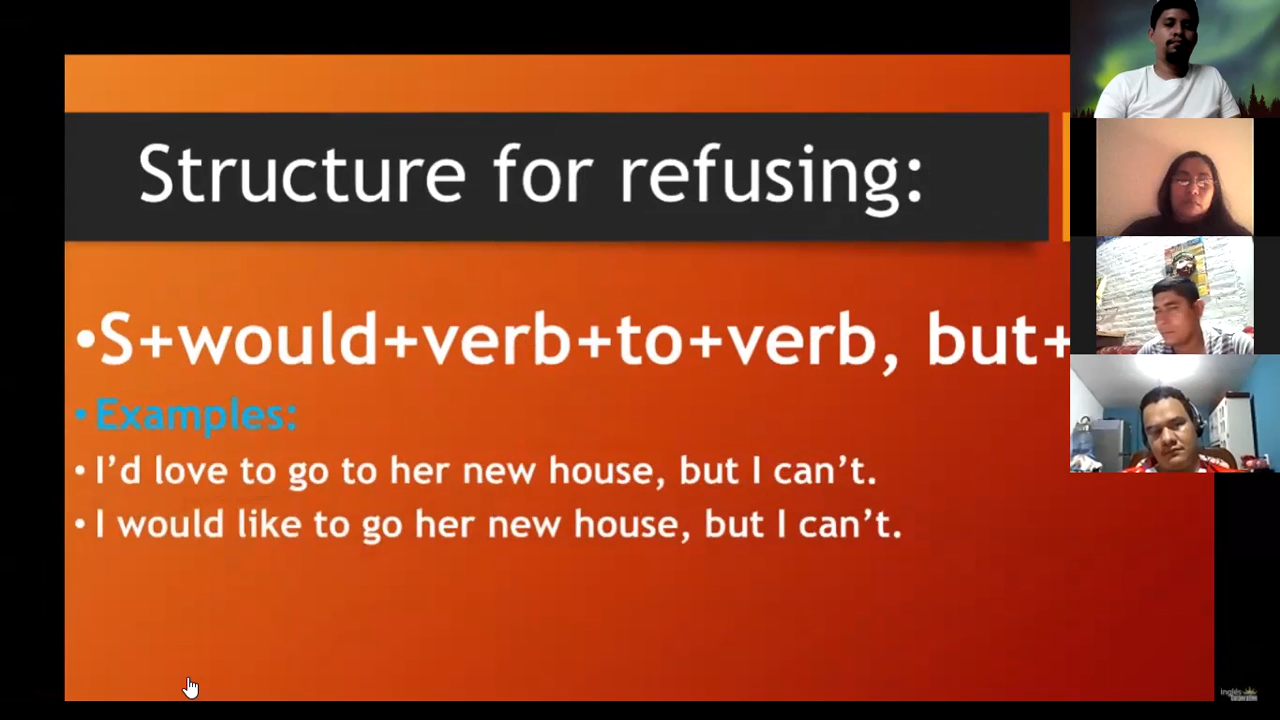 Structure for refusing:
•S+would+verb+to+verb, but+
• Examples:
• I’d love to go to her new house, but I can’t.
• I would like to go her new house, but I can’t.
inglés